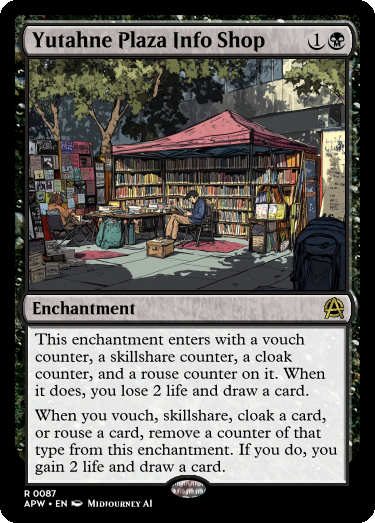 Yutahne Plaza Info Shop 1
Enchantment
This enchantment enters with a vouch
counter, a skillshare counter, a cloak
counter, and a rouse counter on it. When
it does, you lose 2 life and draw a card.
When you vouch, skillshare, cloak a card,
or rouse a card, remove a counter of that
type from this enchantment. If you do, you
gain 2 life and draw a card.
R 0087
APW • EN Midjourney AI